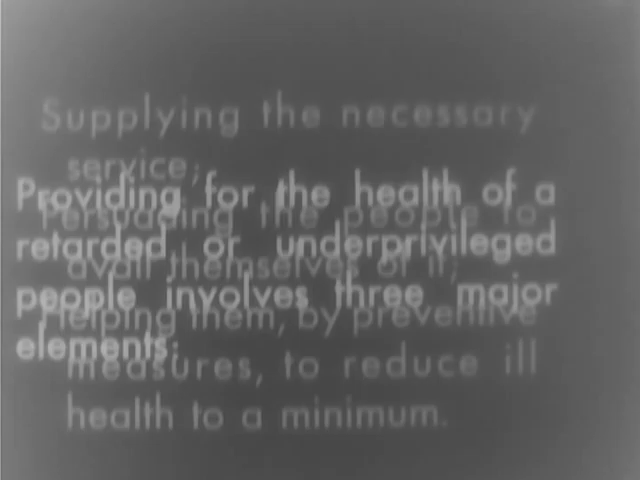 Supplying the necessary
service;
Providing for the health of a
Persuading the people to
retarded or underprivileged
avail themselves of it;
people involves three major
Helping them, by preventive
elements:
measures, to reduce ill
health to a minimum.